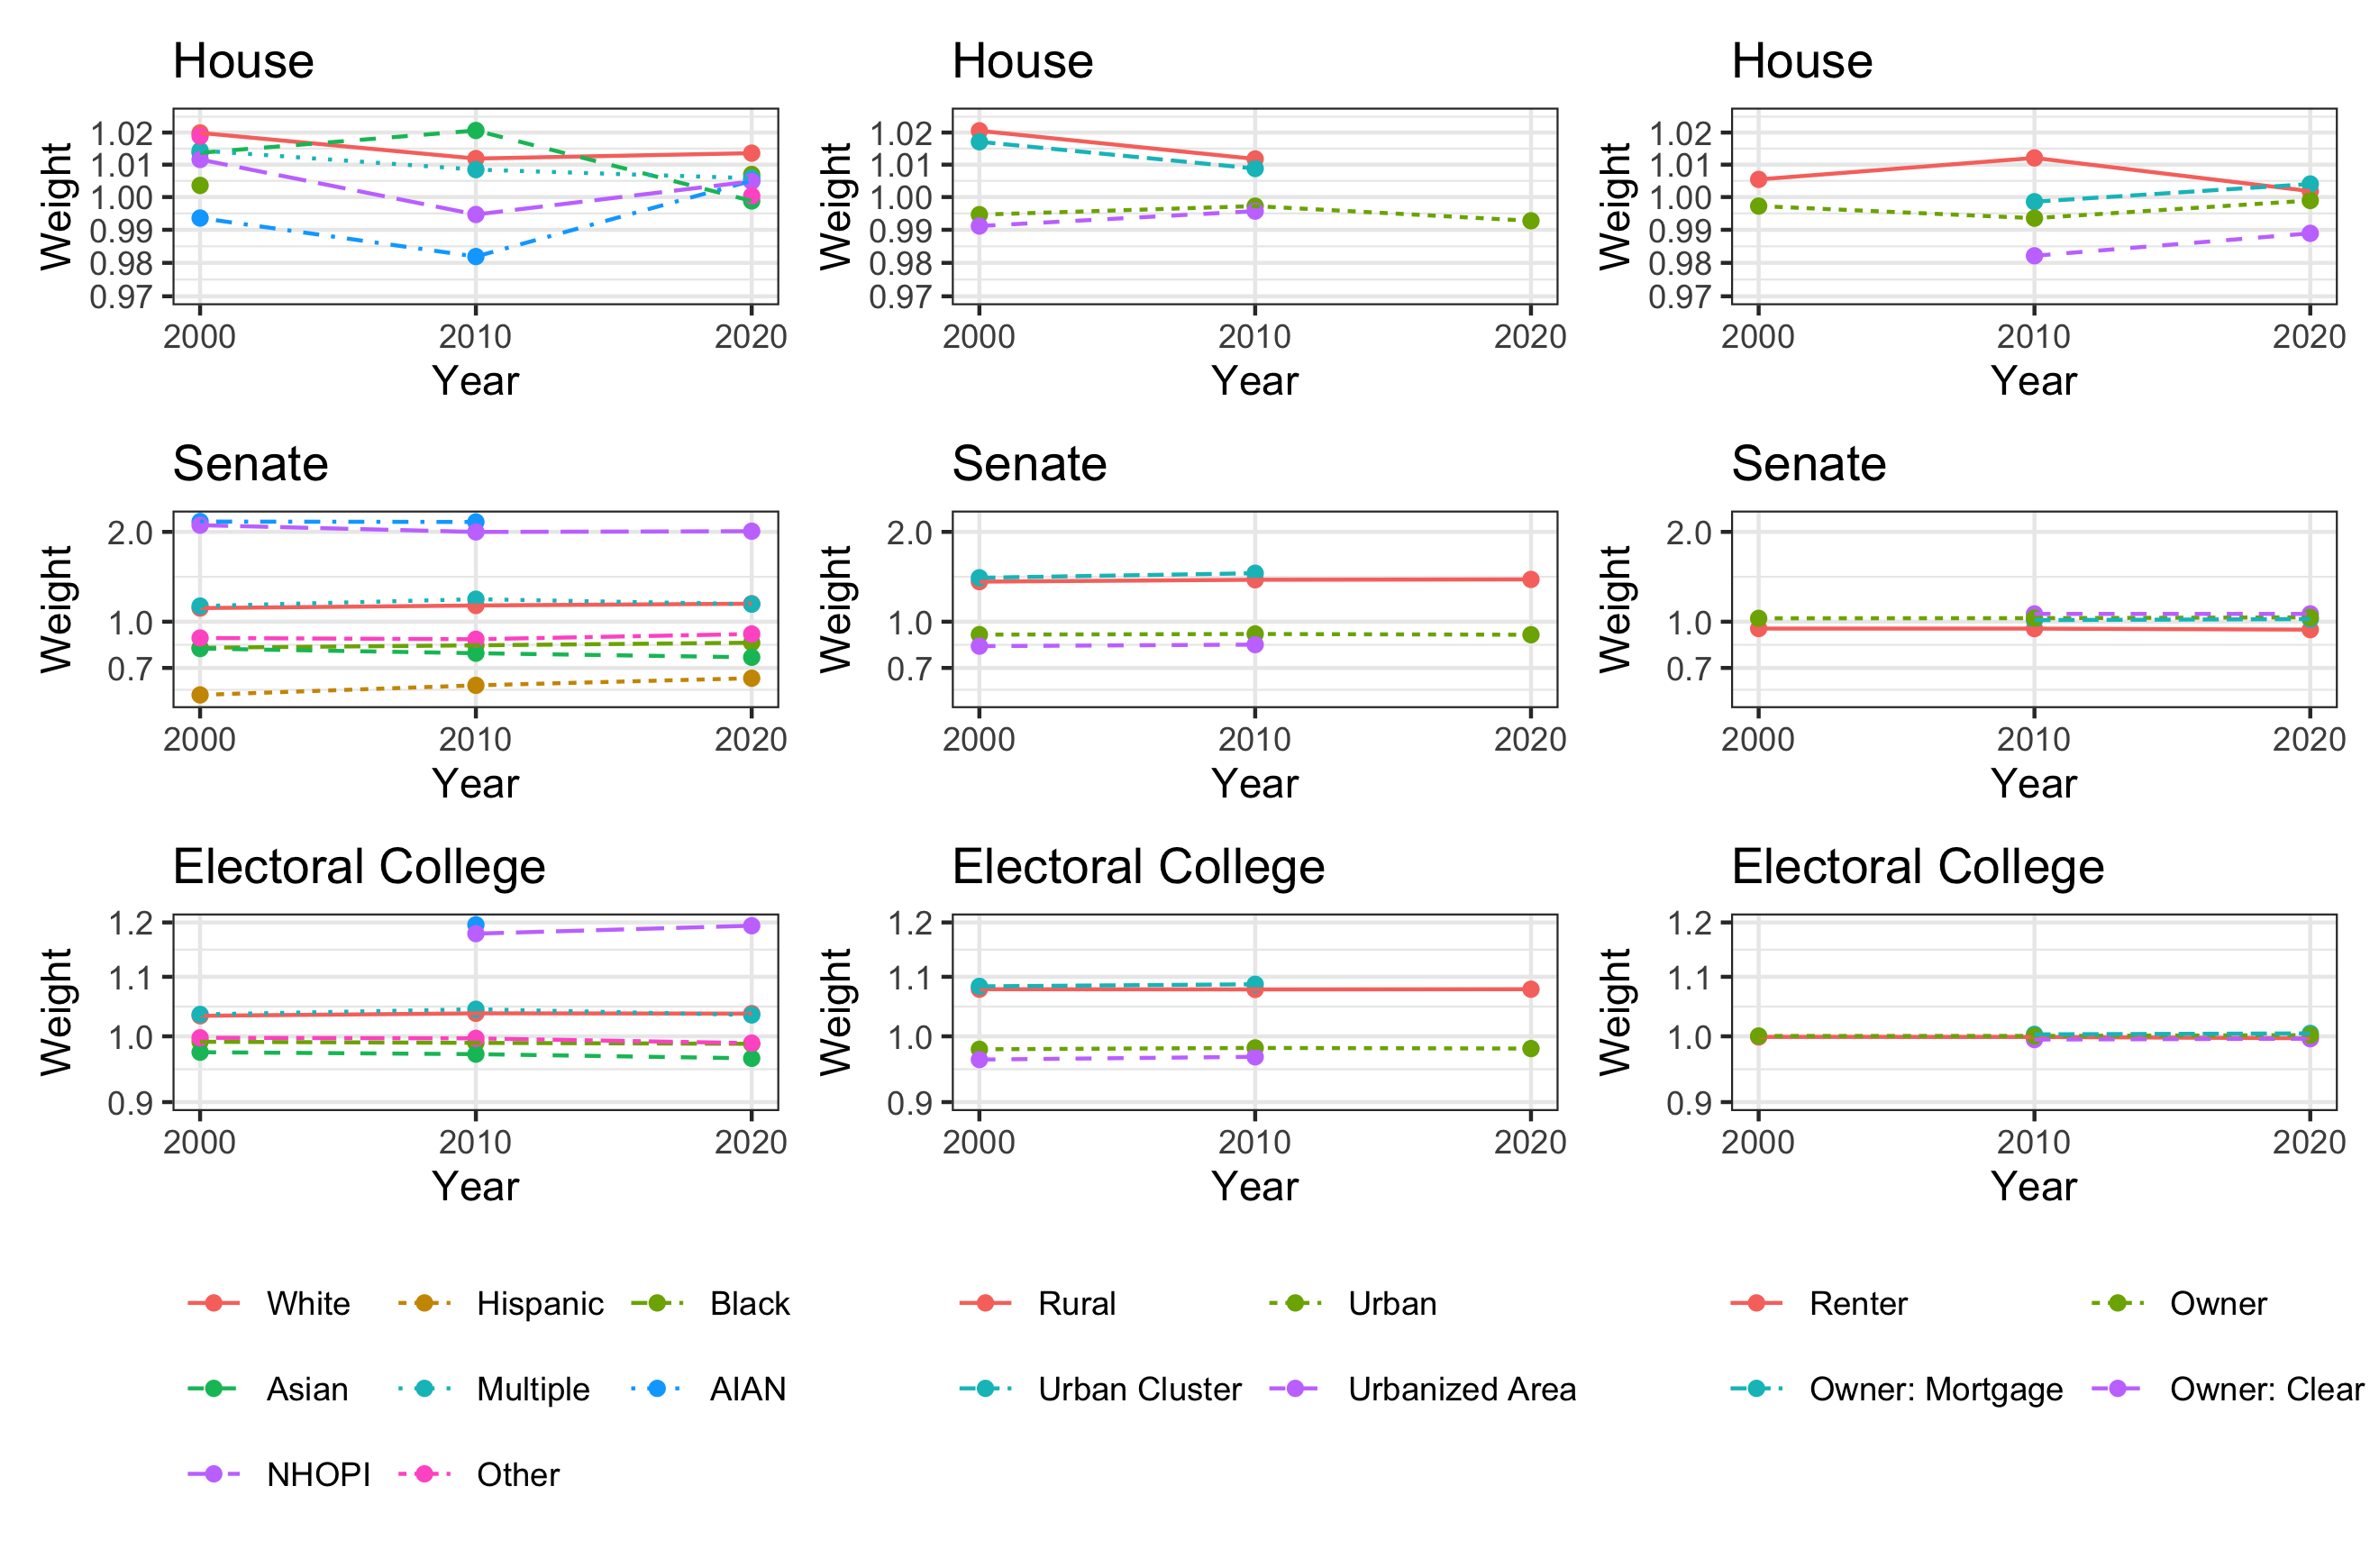 House House House
Weight 1.02 1.01 1.00 0.99 0.98 0.97 Weight 1.02 1.01 1.00 0.99 0.98 0.97 Weight 1.02 1.01 1.00 0.99 0.98 0.97
2000 2010 2020 2000 2010 2020 2000 2010 2020
Year Year Year
Senate Senate Senate
Weight 2.0 1.0 0.7 Weight 2.0 1.0 0.7 Weight 2.0 1.0 0.7
2000 2010 2020 2000 2010 2020 2000 2010 2020
Year Year Year
Electoral College Electoral College Electoral College
Weight 1.2 1.1 1.0 0.9 Weight 1.2 1.1 1.0 0.9 Weight 1.2 1.1 1.0 0.9
2000 2010 2020 2000 2010 2020 2000 2010 2020
Year Year Year
White Hispanic Black Rural Urban Renter Owner
Asian Multiple AIAN Urban Cluster Urbanized Area Owner: Mortgage Owner: Clear
NHOPI Other